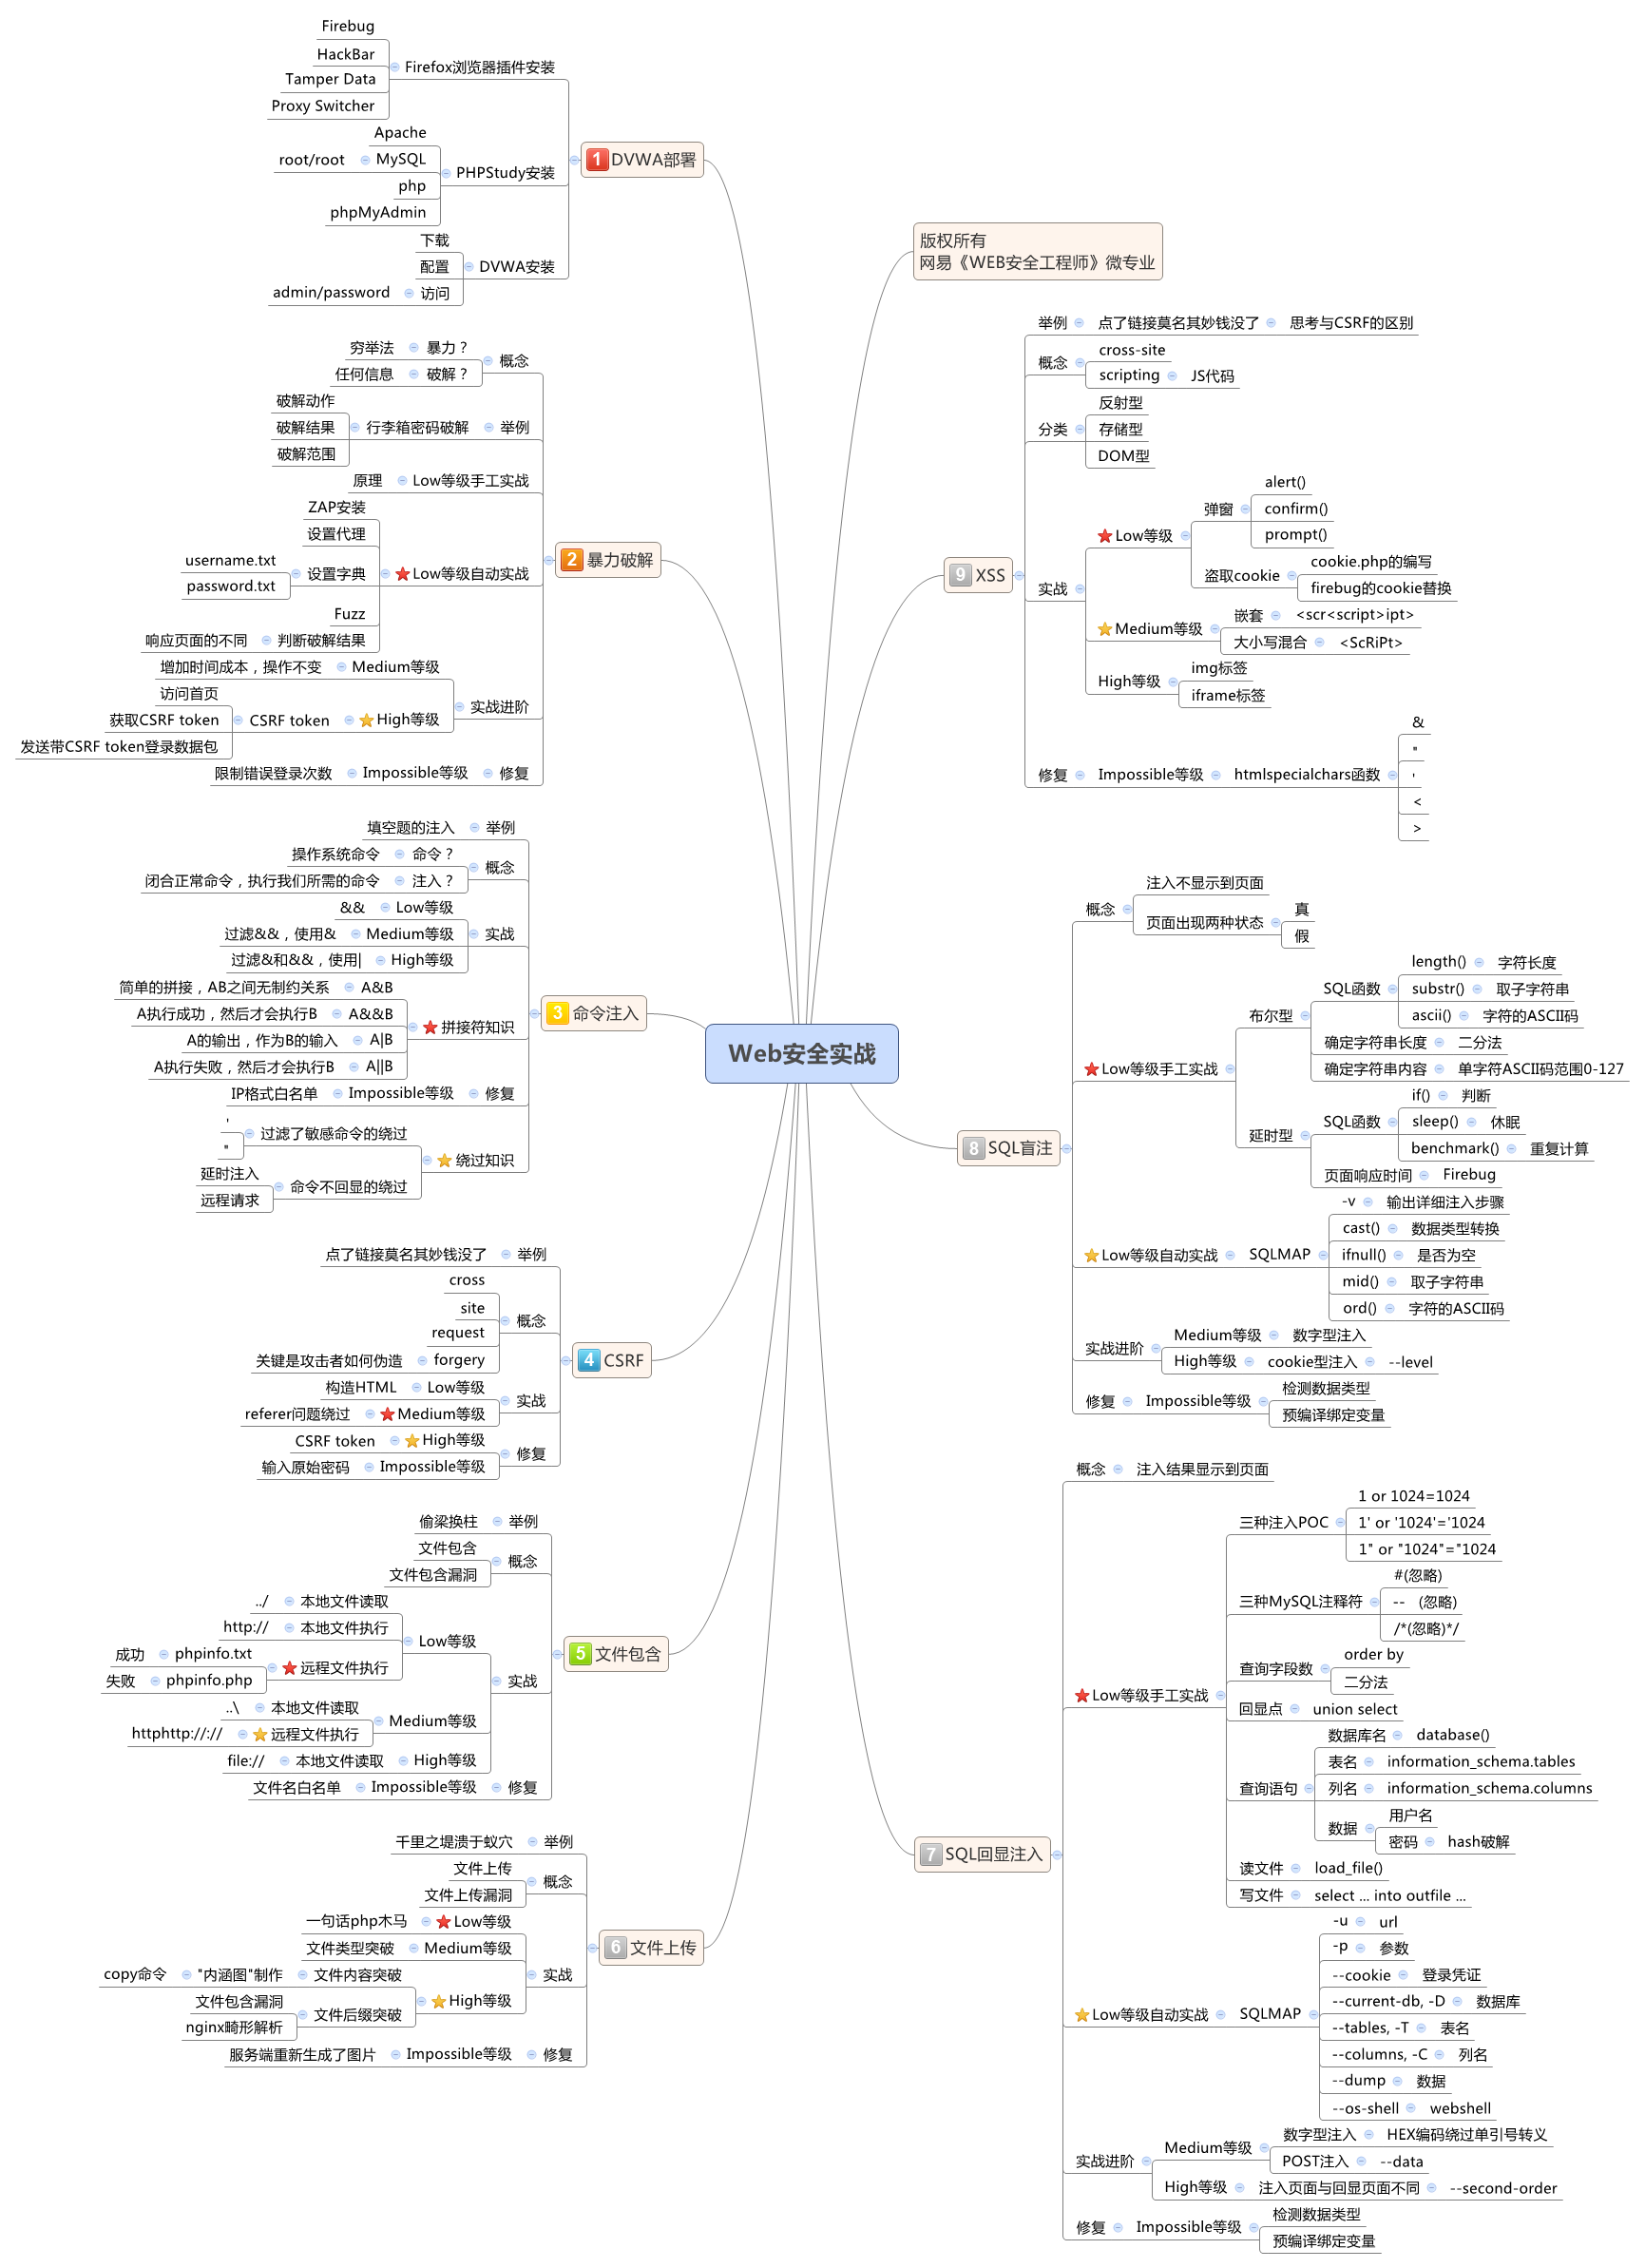 Web安全实战
1 DVWA部署
Firefox浏览器插件安装
Firebug
HackBar
Tamper Data
Proxy Switcher
PHPStudy安装
Apache
MySQL
root/root
php
phpMyAdmin
DVWA安装
下载
配置
访问
admin/password
2 暴力破解
概念
暴力？
穷举法
破解？
任何信息
举例
行李箱密码破解
破解动作
破解结果
破解范围
Low等级手工实战
原理
Low等级自动实战
ZAP安装
设置代理
设置字典
username.txt
password.txt
Fuzz
判断破解结果
响应页面的不同
实战进阶
Medium等级
增加时间成本，操作不变
High等级
CSRF token
访问首页
获取CSRF token
发送带CSRF token登录数据包
修复
Impossible等级
限制错误登录次数
3 命令注入
举例
填空题的注入
概念
命令？
操作系统命令
注入？
闭合正常命令，执行我们所需的命令
实战
Low等级
&&
Medium等级
过滤&&，使用&
High等级
过滤&和&&，使用|
拼接符知识
A&B
简单的拼接，AB之间无制约关系
A&&B
A执行成功，然后才会执行B
A|B
A的输出，作为B的输入
A||B
A执行失败，然后才会执行B
修复
Impossible等级
IP格式白名单
绕过知识
过滤了敏感命令的绕过
'
"
命令不回显的绕过
延时注入
远程请求
4 CSRF
举例
点了链接莫名其妙钱没了
概念
cross
site
request
forgery
关键是攻击者如何伪造
实战
Low等级
构造HTML
Medium等级
referer问题绕过
修复
High等级
CSRF token
Impossible等级
输入原始密码
5 文件包含
举例
偷梁换柱
概念
文件包含
文件包含漏洞
实战
Low等级
本地文件读取
../
本地文件执行
http://
远程文件执行
phpinfo.txt
成功
phpinfo.php
失败
Medium等级
本地文件读取
..\
远程文件执行
httphttp://://
High等级
本地文件读取
file://
修复
Impossible等级
文件名白名单
6 文件上传
举例
千里之堤溃于蚁穴
概念
文件上传
文件上传漏洞
实战
Low等级
一句话php木马
Medium等级
文件类型突破
High等级
文件内容突破
"内涵图"制作
copy命令
文件后缀突破
文件包含漏洞
nginx畸形解析
修复
Impossible等级
服务端重新生成了图片
版权所有
网易《WEB安全工程师》微专业
9 XSS
举例
点了链接莫名其妙钱没了
思考与CSRF的区别
概念
cross-site
scripting
JS代码
分类
反射型
存储型
DOM型
实战
Low等级
弹窗
alert()
confirm()
prompt()
盗取cookie
cookie.php的编写
firebug的cookie替换
Medium等级
嵌套
<scr<script>ipt>
大小写混合
<ScRiPt>
High等级
img标签
iframe标签
修复
Impossible等级
htmlspecialchars函数
&
"
'
<
>
8 SQL盲注
概念
注入不显示到页面
页面出现两种状态
真
假
Low等级手工实战
布尔型
SQL函数
length()
字符长度
substr()
取子字符串
ascii()
字符的ASCII码
确定字符串长度
二分法
确定字符串内容
单字符ASCII码范围0-127
延时型
SQL函数
if()
判断
sleep()
休眠
benchmark()
重复计算
页面响应时间
Firebug
Low等级自动实战
SQLMAP
-v
输出详细注入步骤
cast()
数据类型转换
ifnull()
是否为空
mid()
取子字符串
ord()
字符的ASCII码
实战进阶
Medium等级
数字型注入
High等级
cookie型注入
--level
修复
Impossible等级
检测数据类型
预编译绑定变量
7 SQL回显注入
概念
注入结果显示到页面
Low等级手工实战
三种注入POC
1 or 1024=1024
1' or '1024'='1024
1" or "1024"="1024
三种MySQL注释符
#(忽略)
-- (忽略)
/*(忽略)*/
查询字段数
order by
二分法
回显点
union select
查询语句
数据库名
database()
表名
information_schema.tables
列名
information_schema.columns
数据
用户名
密码
hash破解
读文件
load_file()
写文件
select ... into outfile ...
Low等级自动实战
SQLMAP
-u
url
-p
参数
--cookie
登录凭证
--current-db, -D
数据库
--tables, -T
表名
--columns, -C
列名
--dump
数据
--os-shell
webshell
实战进阶
Medium等级
数字型注入
HEX编码绕过单引号转义
POST注入
--data
High等级
注入页面与回显页面不同
--second-order
修复
Impossible等级
检测数据类型
预编译绑定变量